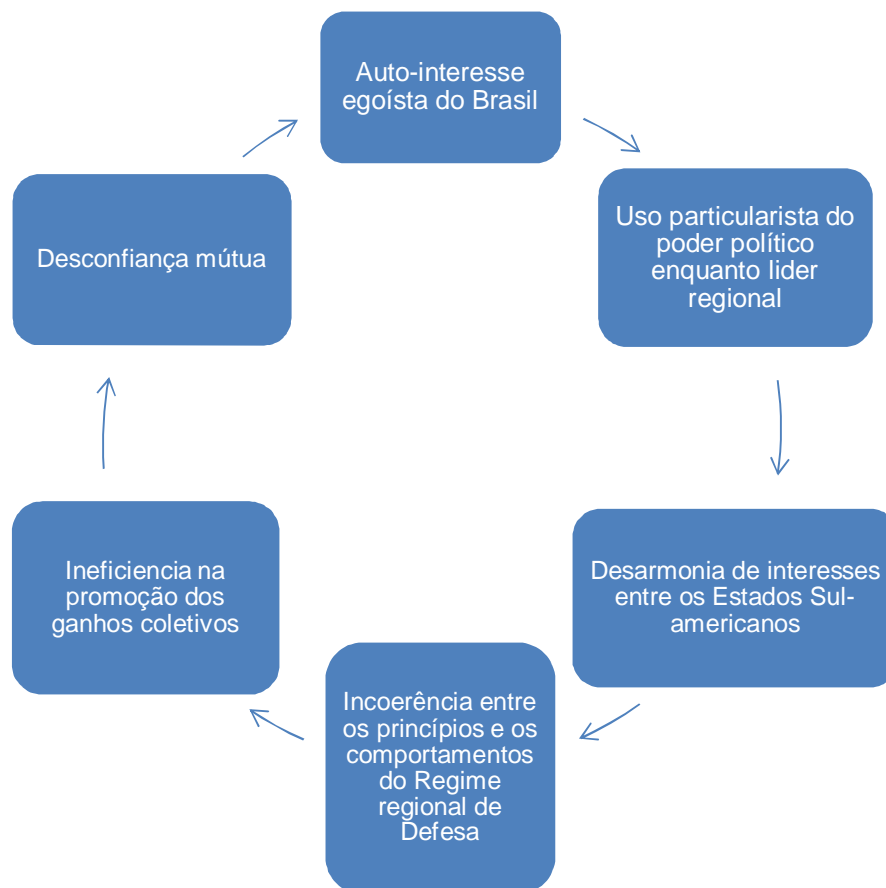 Auto-interesse
egoísta do Brasil
Uso particularista do
poder político
enquanto lider
regional
Desarmonia de interesses
entre os Estados Sul-
americanos
Incoerência entre
os princípios e os
comportamentos
do Regime
regional de
Defesa
Ineficiencia na
promoção dos
ganhos coletivos
Desconfiança mútua